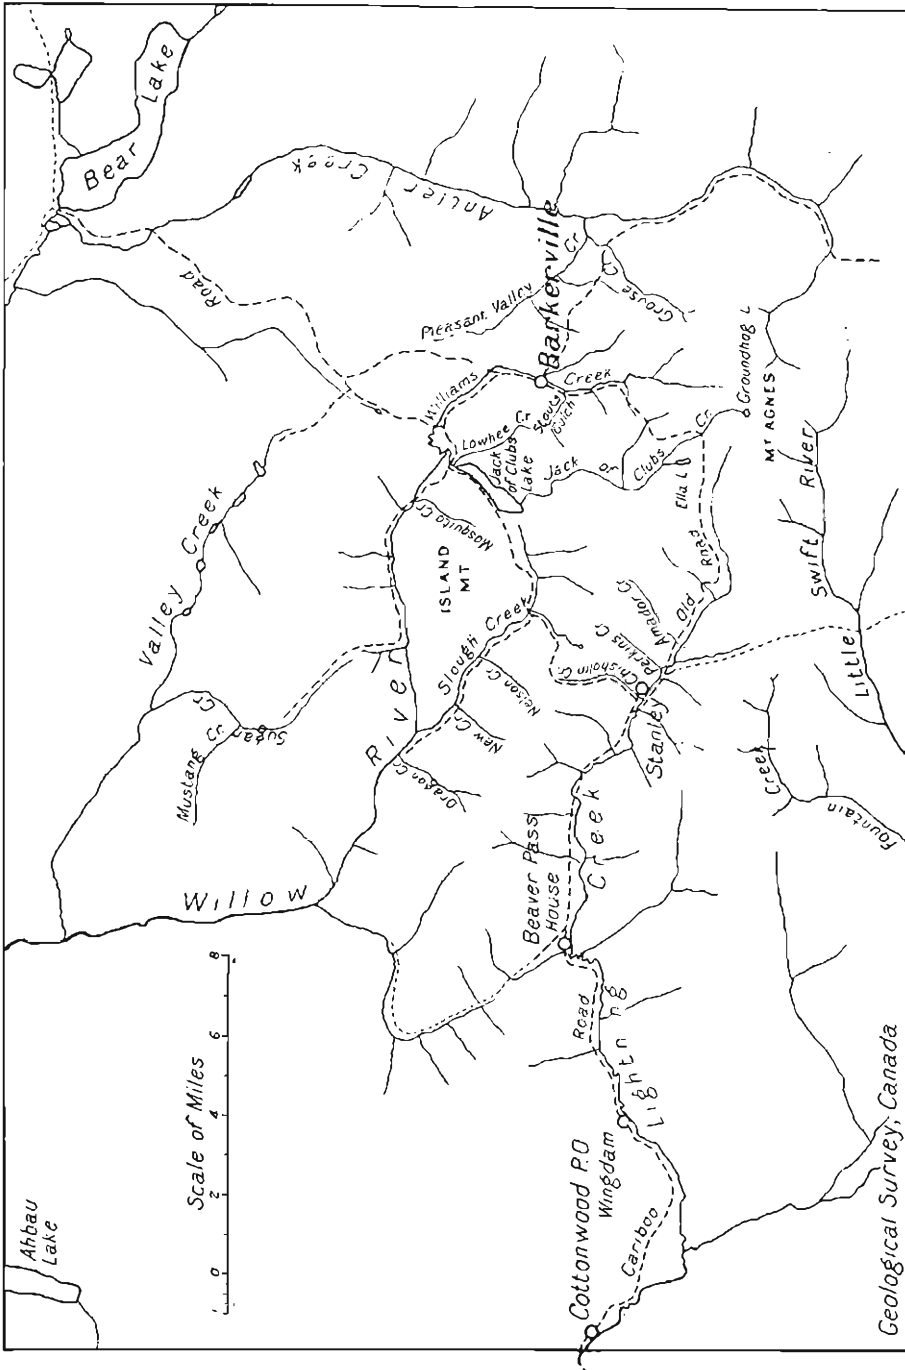 Ahbau
Lake
Scale of Miles
0 2 4 6 8
Bear Lake
Road
Antler Creek
Valley Creek
Mustang Cr
Sugar Cr
Willow River
Pleasant Valley Cr
Barkerville
Grouse Cr
Williams Creek
Lowhee Cr
Stouts
Gulch
Jack
of Clubs
Lake
Jack of Clubs Cr
Mosquito Cr
ISLAND
MT
Slough Creek
Nelson Cr
New Cr
Dragon Cr
Ella L
Groundhog L
MT AGNES
Old Road
Amador Cr
Perkins Cr
Chisholm Cr
Stanley
Little Swift River
Fountain Creek
Beaver Pass
House
Lightning Creek
Cottonwood P.O
Wingdam
Cariboo Road
Geological Survey, Canada